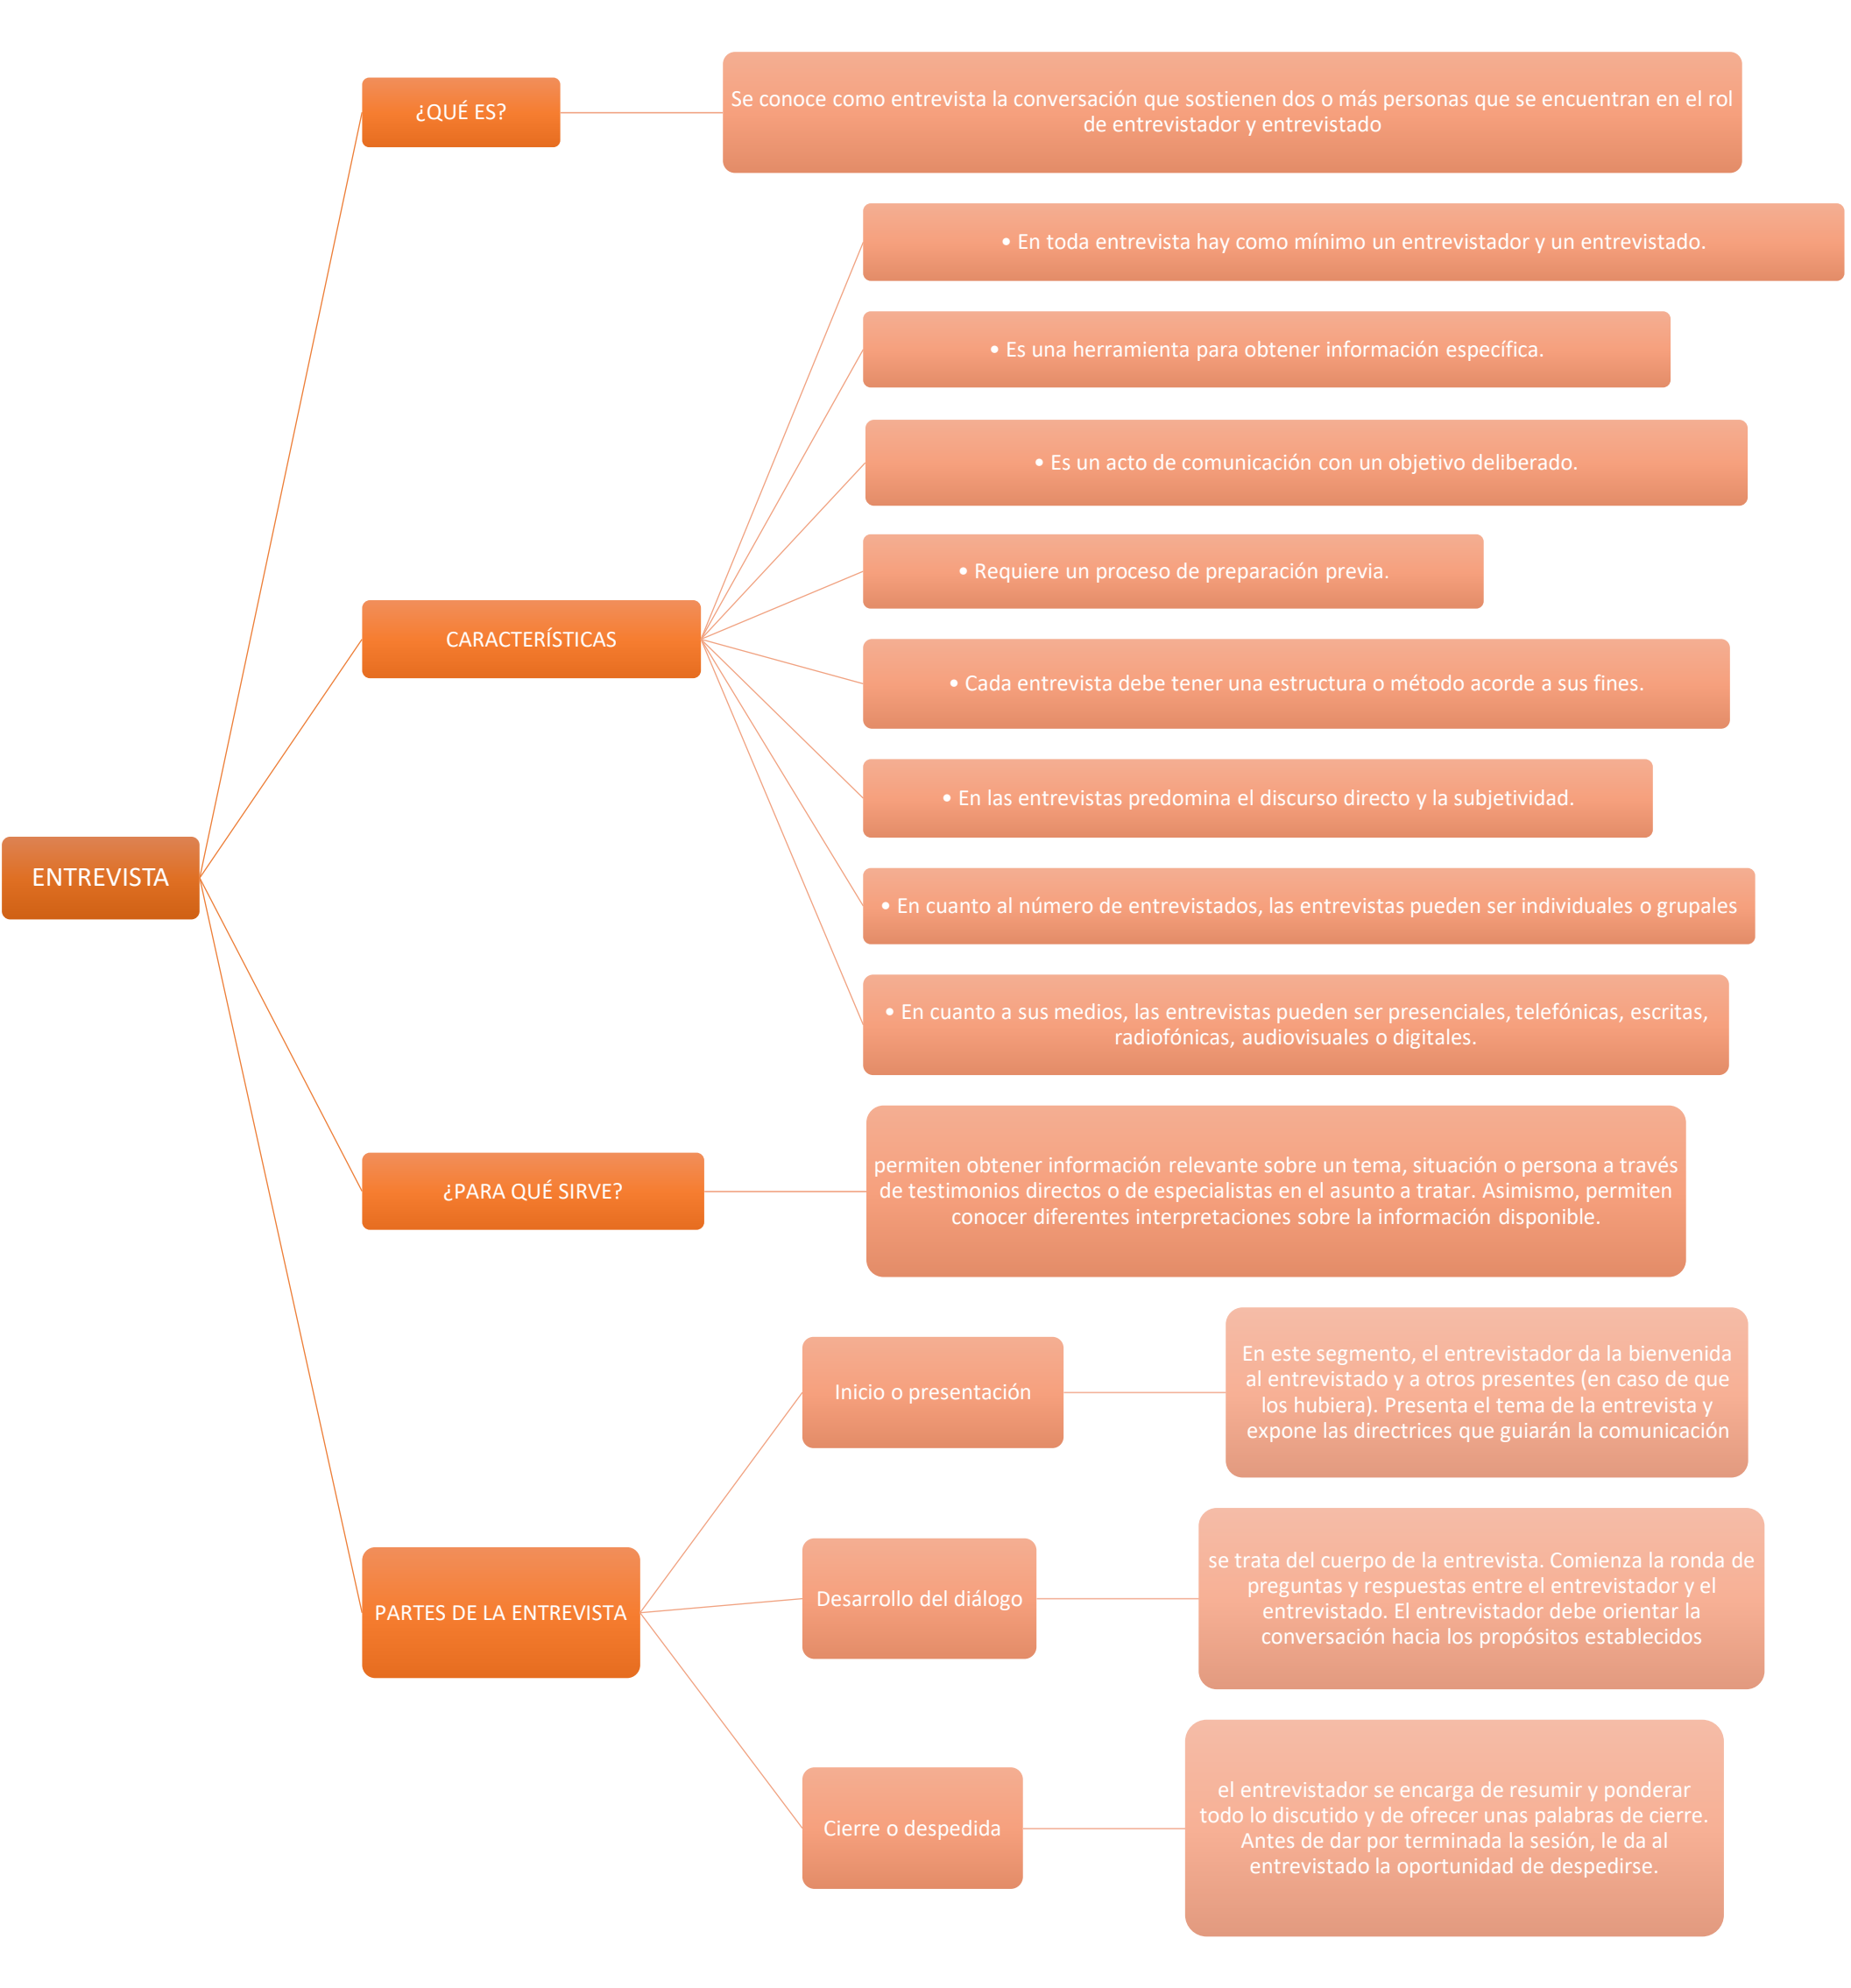 ENTREVISTA
¿QUÉ ES?
Se conoce como entrevista la conversación que sostienen dos o más personas que se encuentran en el rol
de entrevistador y entrevistado
CARACTERÍSTICAS
• En toda entrevista hay como mínimo un entrevistador y un entrevistado.
• Es una herramienta para obtener información específica.
• Es un acto de comunicación con un objetivo deliberado.
• Requiere un proceso de preparación previa.
• Cada entrevista debe tener una estructura o método acorde a sus fines.
• En las entrevistas predomina el discurso directo y la subjetividad.
• En cuanto al número de entrevistados, las entrevistas pueden ser individuales o grupales
• En cuanto a sus medios, las entrevistas pueden ser presenciales, telefónicas, escritas,
radiofónicas, audiovisuales o digitales.
¿PARA QUÉ SIRVE?
permiten obtener información relevante sobre un tema, situación o persona a través
de testimonios directos o de especialistas en el asunto a tratar. Asimismo, permiten
conocer diferentes interpretaciones sobre la información disponible.
PARTES DE LA ENTREVISTA
Inicio o presentación
En este segmento, el entrevistador da la bienvenida
al entrevistado y a otros presentes (en caso de que
los hubiera). Presenta el tema de la entrevista y
expone las directrices que guiarán la comunicación
Desarrollo del diálogo
se trata del cuerpo de la entrevista. Comienza la ronda de
preguntas y respuestas entre el entrevistador y el
entrevistado. El entrevistador debe orientar la
conversación hacia los propósitos establecidos
Cierre o despedida
el entrevistador se encarga de resumir y ponderar
todo lo discutido y de ofrecer unas palabras de cierre.
Antes de dar por terminada la sesión, le da al
entrevistado la oportunidad de despedirse.